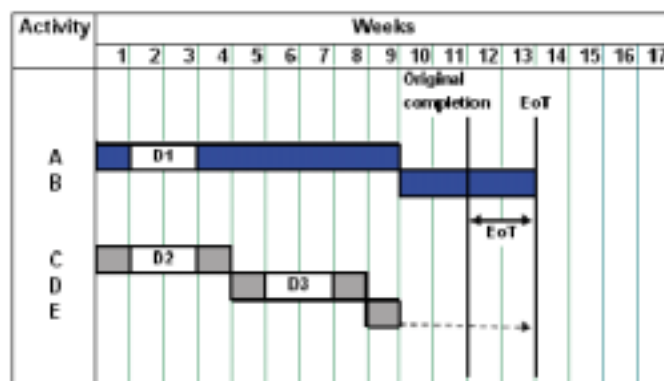 Activity Weeks
1 2 3 4 5 6 7 8 9 10 11 12 13 14 15 16 17
Original
completion EoT
A D1
B
EoT
C D2
D D3
E